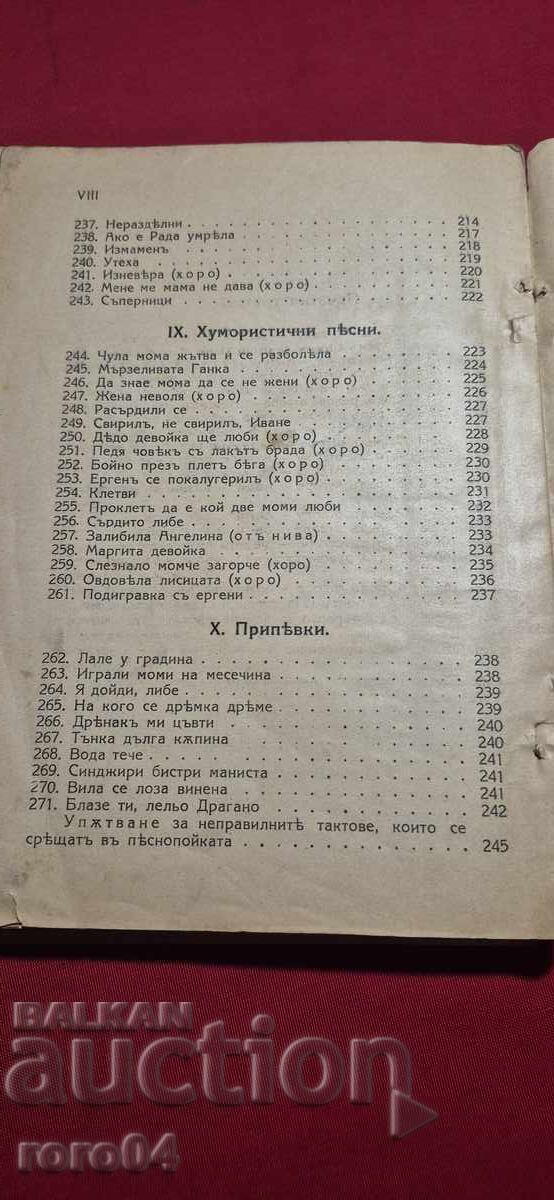 VIII
237. Нераздѣлни . . . . . . . . . . . . . . 214
238. Ако е Рада умрѣла . . . . . . . . . . . 217
239. Измаменъ . . . . . . . . . . . . . . . 218
240. Утеха . . . . . . . . . . . . . . . . 219
241. Изневѣра (хоро) . . . . . . . . . . . . 220
242. Мене ме мама не дава (хоро) . . . . . . . 221
243. Съперници . . . . . . . . . . . . . . . 222
IX. Хумористични пѣсни.
244. Чула мома жътва и се разболѣла . . . . . . 223
245. Мързеливата Ганка . . . . . . . . . . . 224
246. Да знае мома да се не жени (хоро) . . . . . 225
247. Жена неволя (хоро) . . . . . . . . . . . 226
248. Расърдили се . . . . . . . . . . . . . 227
249. Свирилъ, не свирилъ, Иване . . . . . . . 227
250. Дѣдо девойка ще люби (хоро) . . . . . . . 228
251. Педя човѣкъ съ лакътъ брада (хоро) . . . . 229
252. Бойно презъ плетъ бѣга (хоро) . . . . . . 230
253. Ергенъ се покалугерилъ (хоро) . . . . . . 230
254. Клетви . . . . . . . . . . . . . . . . 231
255. Проклетъ да е кой две моми люби . . . . . 232
256. Сърдито либе . . . . . . . . . . . . . 233
257. Залибила Ангелина (отъ нива) . . . . . . . 233
258. Маргита девойка . . . . . . . . . . . . 234
259. Слезнало момче загорче (хоро) . . . . . . 235
260. Овдовѣла лисицата (хоро) . . . . . . . . 236
261. Подигравка съ ергени . . . . . . . . . . 237
X. Припѣвки.
262. Лале у градина . . . . . . . . . . . . 238
263. Играли моми на месечина . . . . . . . . 238
264. Я дойди, либе . . . . . . . . . . . . . 239
265. На кого се дрѣмка дрѣме . . . . . . . . 239
266. Дрѣнакъ ми цъвти . . . . . . . . . . . 240
267. Тънка дълга кѫпина . . . . . . . . . . 240
268. Вода тече . . . . . . . . . . . . . . 241
269. Синджири бистри маниста . . . . . . . . 241
270. Вила се лоза винена . . . . . . . . . . 241
271. Блазе ти, лельо Драгано . . . . . . . . 242
Упѫтване за неправилнитѣ тактове, които се
срѣщатъ въ пѣснопойката . . . . . . . . . . 245
BALKAN
auction
roro04